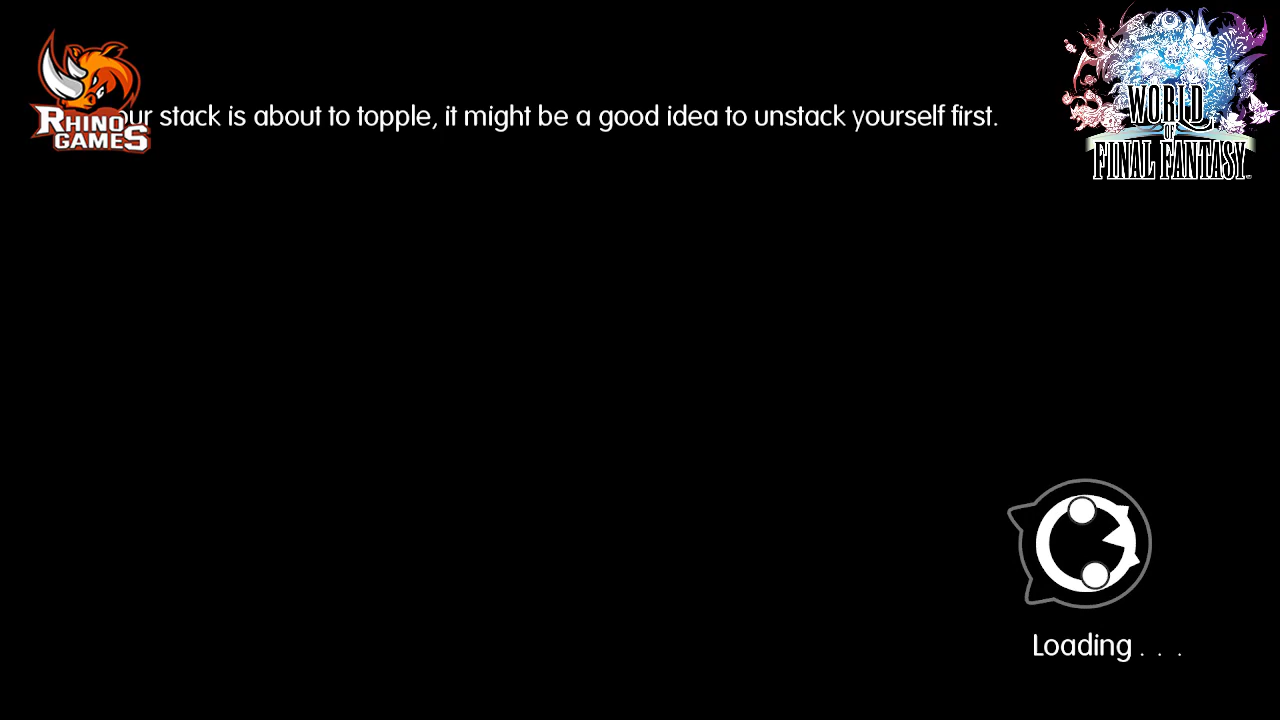 RHINO
GAMES
ur stack is about to topple, it might be a good idea to unstack yourself first.
WORLD
OF
FINAL FANTASY
Loading . . .